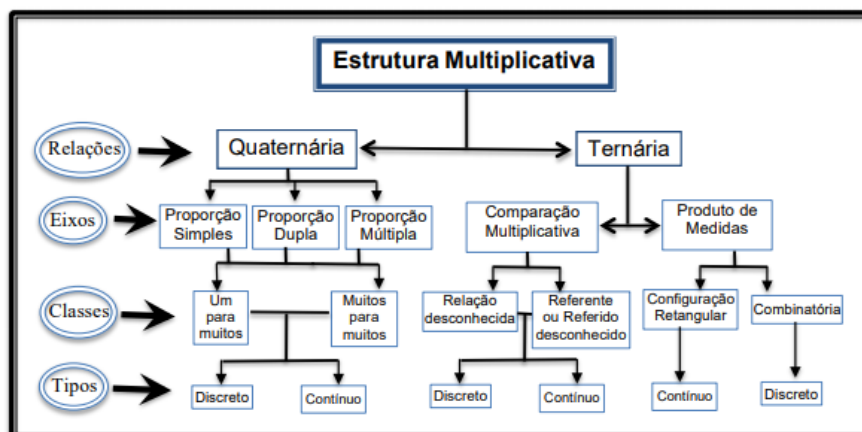 Estrutura Multiplicativa
Relações
Quaternária
Ternária
Eixos
Proporção
Simples
Proporção
Dupla
Proporção
Múltipla
Comparação
Multiplicativa
Produto de
Medidas
Classes
Um
para
muitos
Muitos
para
muitos
Relação
desconhecida
Referente
ou Referido
desconhecido
Configuração
Retangular
Combinatória
Tipos
Discreto
Contínuo
Discreto
Contínuo
Contínuo
Discreto